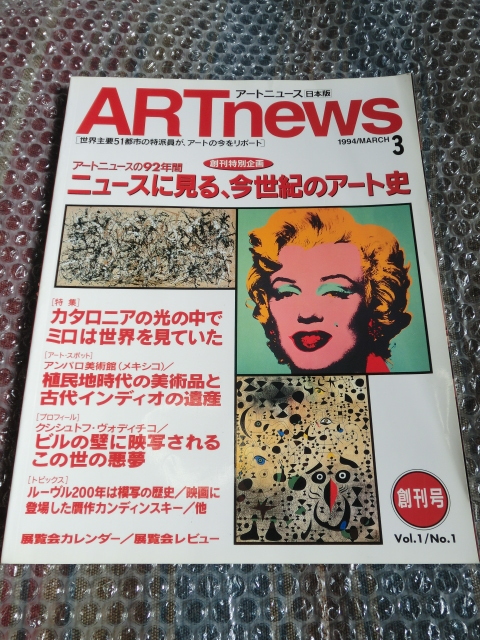 アートニュース[日本版]
ARTnews
[世界主要51都市の特派員が、アートの今をリポート]
1994/MARCH 3
アートニュースの92年間
創刊特別企画
ニュースに見る、今世紀のアート史
[特集]
カタロニアの光の中で
ミロは世界を見ていた
[アート・スポット]
アンパロ美術館(メキシコ)／
植民地時代の美術品と
古代インディオの遺産
[プロフィール]
クシシュトフ・ヴォディチコ／
ビルの壁に映写される
この世の悪夢
[トピックス]
ルーヴル200年は模写の歴史／映画に
登場した贋作カンディンスキー／他
展覧会カレンダー／展覧会レビュー
創刊号
Vol.1/No.1